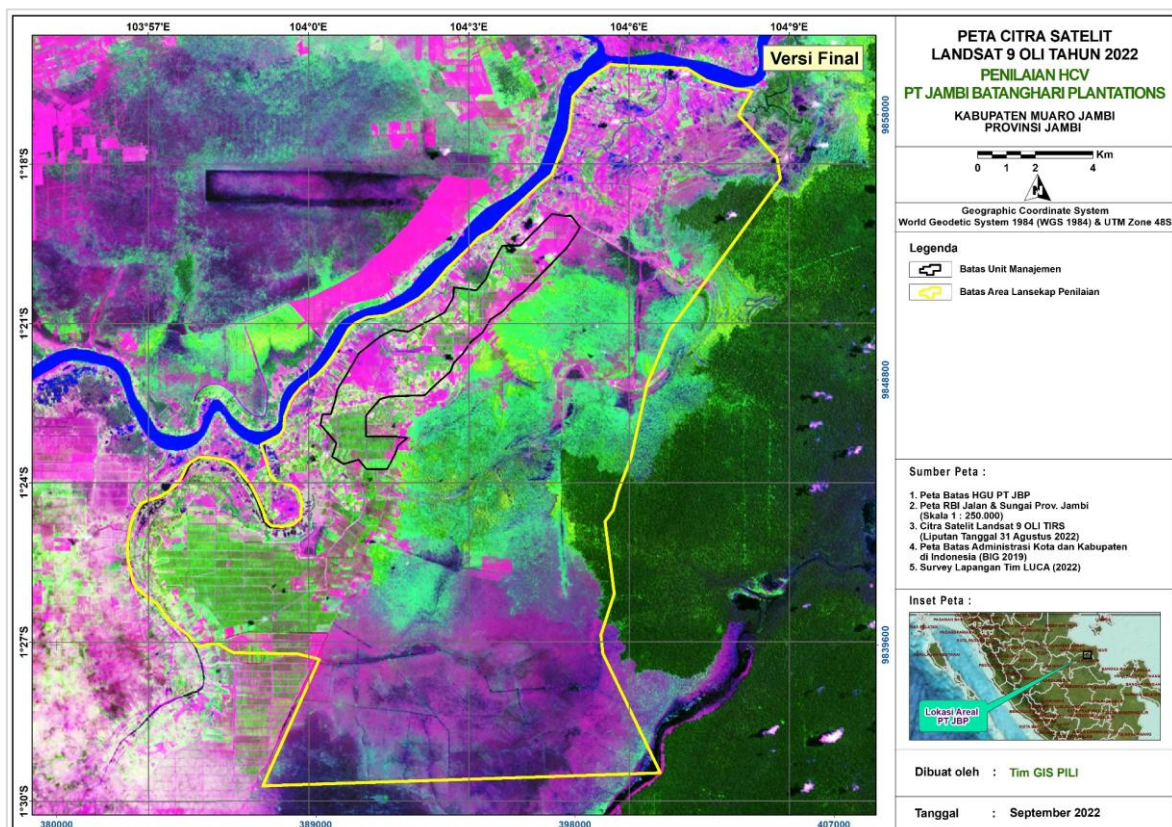 103°57'E 104°0'E 104°3'E 104°6'E 104°9'E
Versi Final
1°18'S
1°21'S
1°24'S
1°27'S
1°30'S
9858000
9848800
9839600
380000 389000 398000 407000
PETA CITRA SATELIT
LANDSAT 9 OLI TAHUN 2022
PENILAIAN HCV
PT JAMBI BATANGHARI PLANTATIONS
KABUPATEN MUARO JAMBI
PROVINSI JAMBI
Km
0 1 2 4
Geographic Coordinate System
World Geodetic System 1984 (WGS 1984) & UTM Zone 48S
Legenda
Batas Unit Manajemen
Batas Area Lansekap Penilaian
Sumber Peta :
1. Peta Batas HGU PT JBP
2. Peta RBI Jalan & Sungai Prov. Jambi
(Skala 1 : 250.000)
3. Citra Satelit Landsat 9 OLI TIRS
(Liputan Tanggal 31 Agustus 2022)
4. Peta Batas Administrasi Kota dan Kabupaten
di Indonesia (BIG 2019)
5. Survey Lapangan Tim LUCA (2022)
Inset Peta :
Lokasi Areal
PT JBP
Dibuat oleh : Tim GIS PILI
Tanggal : September 2022